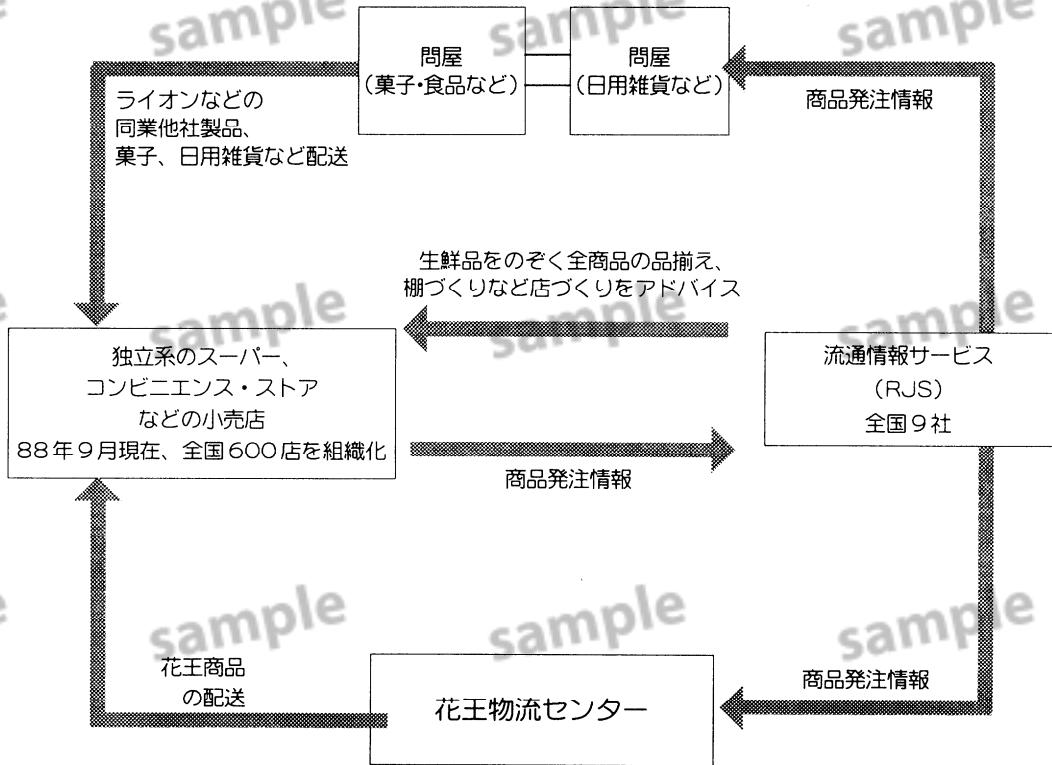 sample
sample
sample
問屋
(菓子・食品など)
問屋
(日用雑貨など)
商品発注情報
ライオンなどの
同業他社製品、
菓子、日用雑貨など配送
生鮮品をのぞく全商品の品揃え、
棚づくりなど店づくりをアドバイス
sample
sample
sample
独立系のスーパー、
コンビニエンス・ストア
などの小売店
88年9月現在、全国600店を組織化
流通情報サービス
(RJS)
全国9社
商品発注情報
sample
sample
sample
花王商品
の配送
花王物流センター
商品発注情報